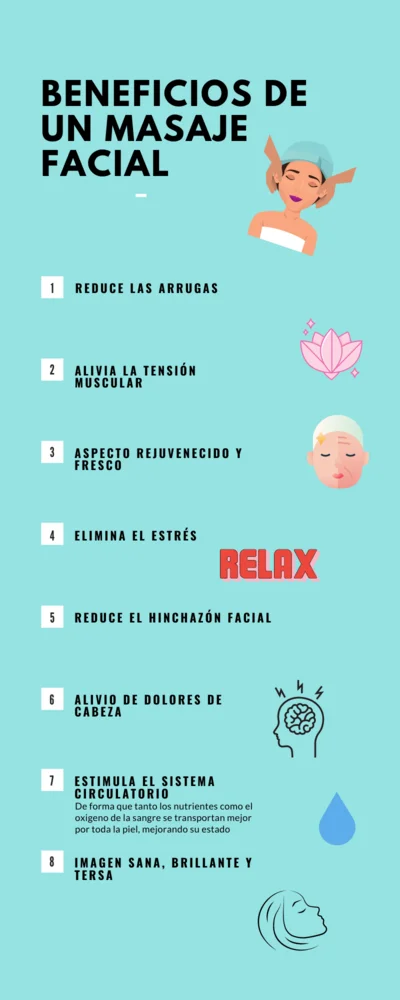 BENEFICIOS DE
UN MASAJE
FACIAL
1 REDUCE LAS ARRUGAS
2 ALIVIA LA TENSIÓN
MUSCULAR
3 ASPECTO REJUVENECIDO Y
FRESCO
4 ELIMINA EL ESTRÉS
RELAX
5 REDUCE EL HINCHAZÓN FACIAL
6 ALIVIO DE DOLORES DE
CABEZA
7 ESTIMULA EL SISTEMA
CIRCULATORIO
De forma que tanto los nutrientes como el
oxigeno de la sangre se transportan mejor
por toda la piel, mejorando su estado
8 IMAGEN SANA, BRILLANTE Y
TERSA